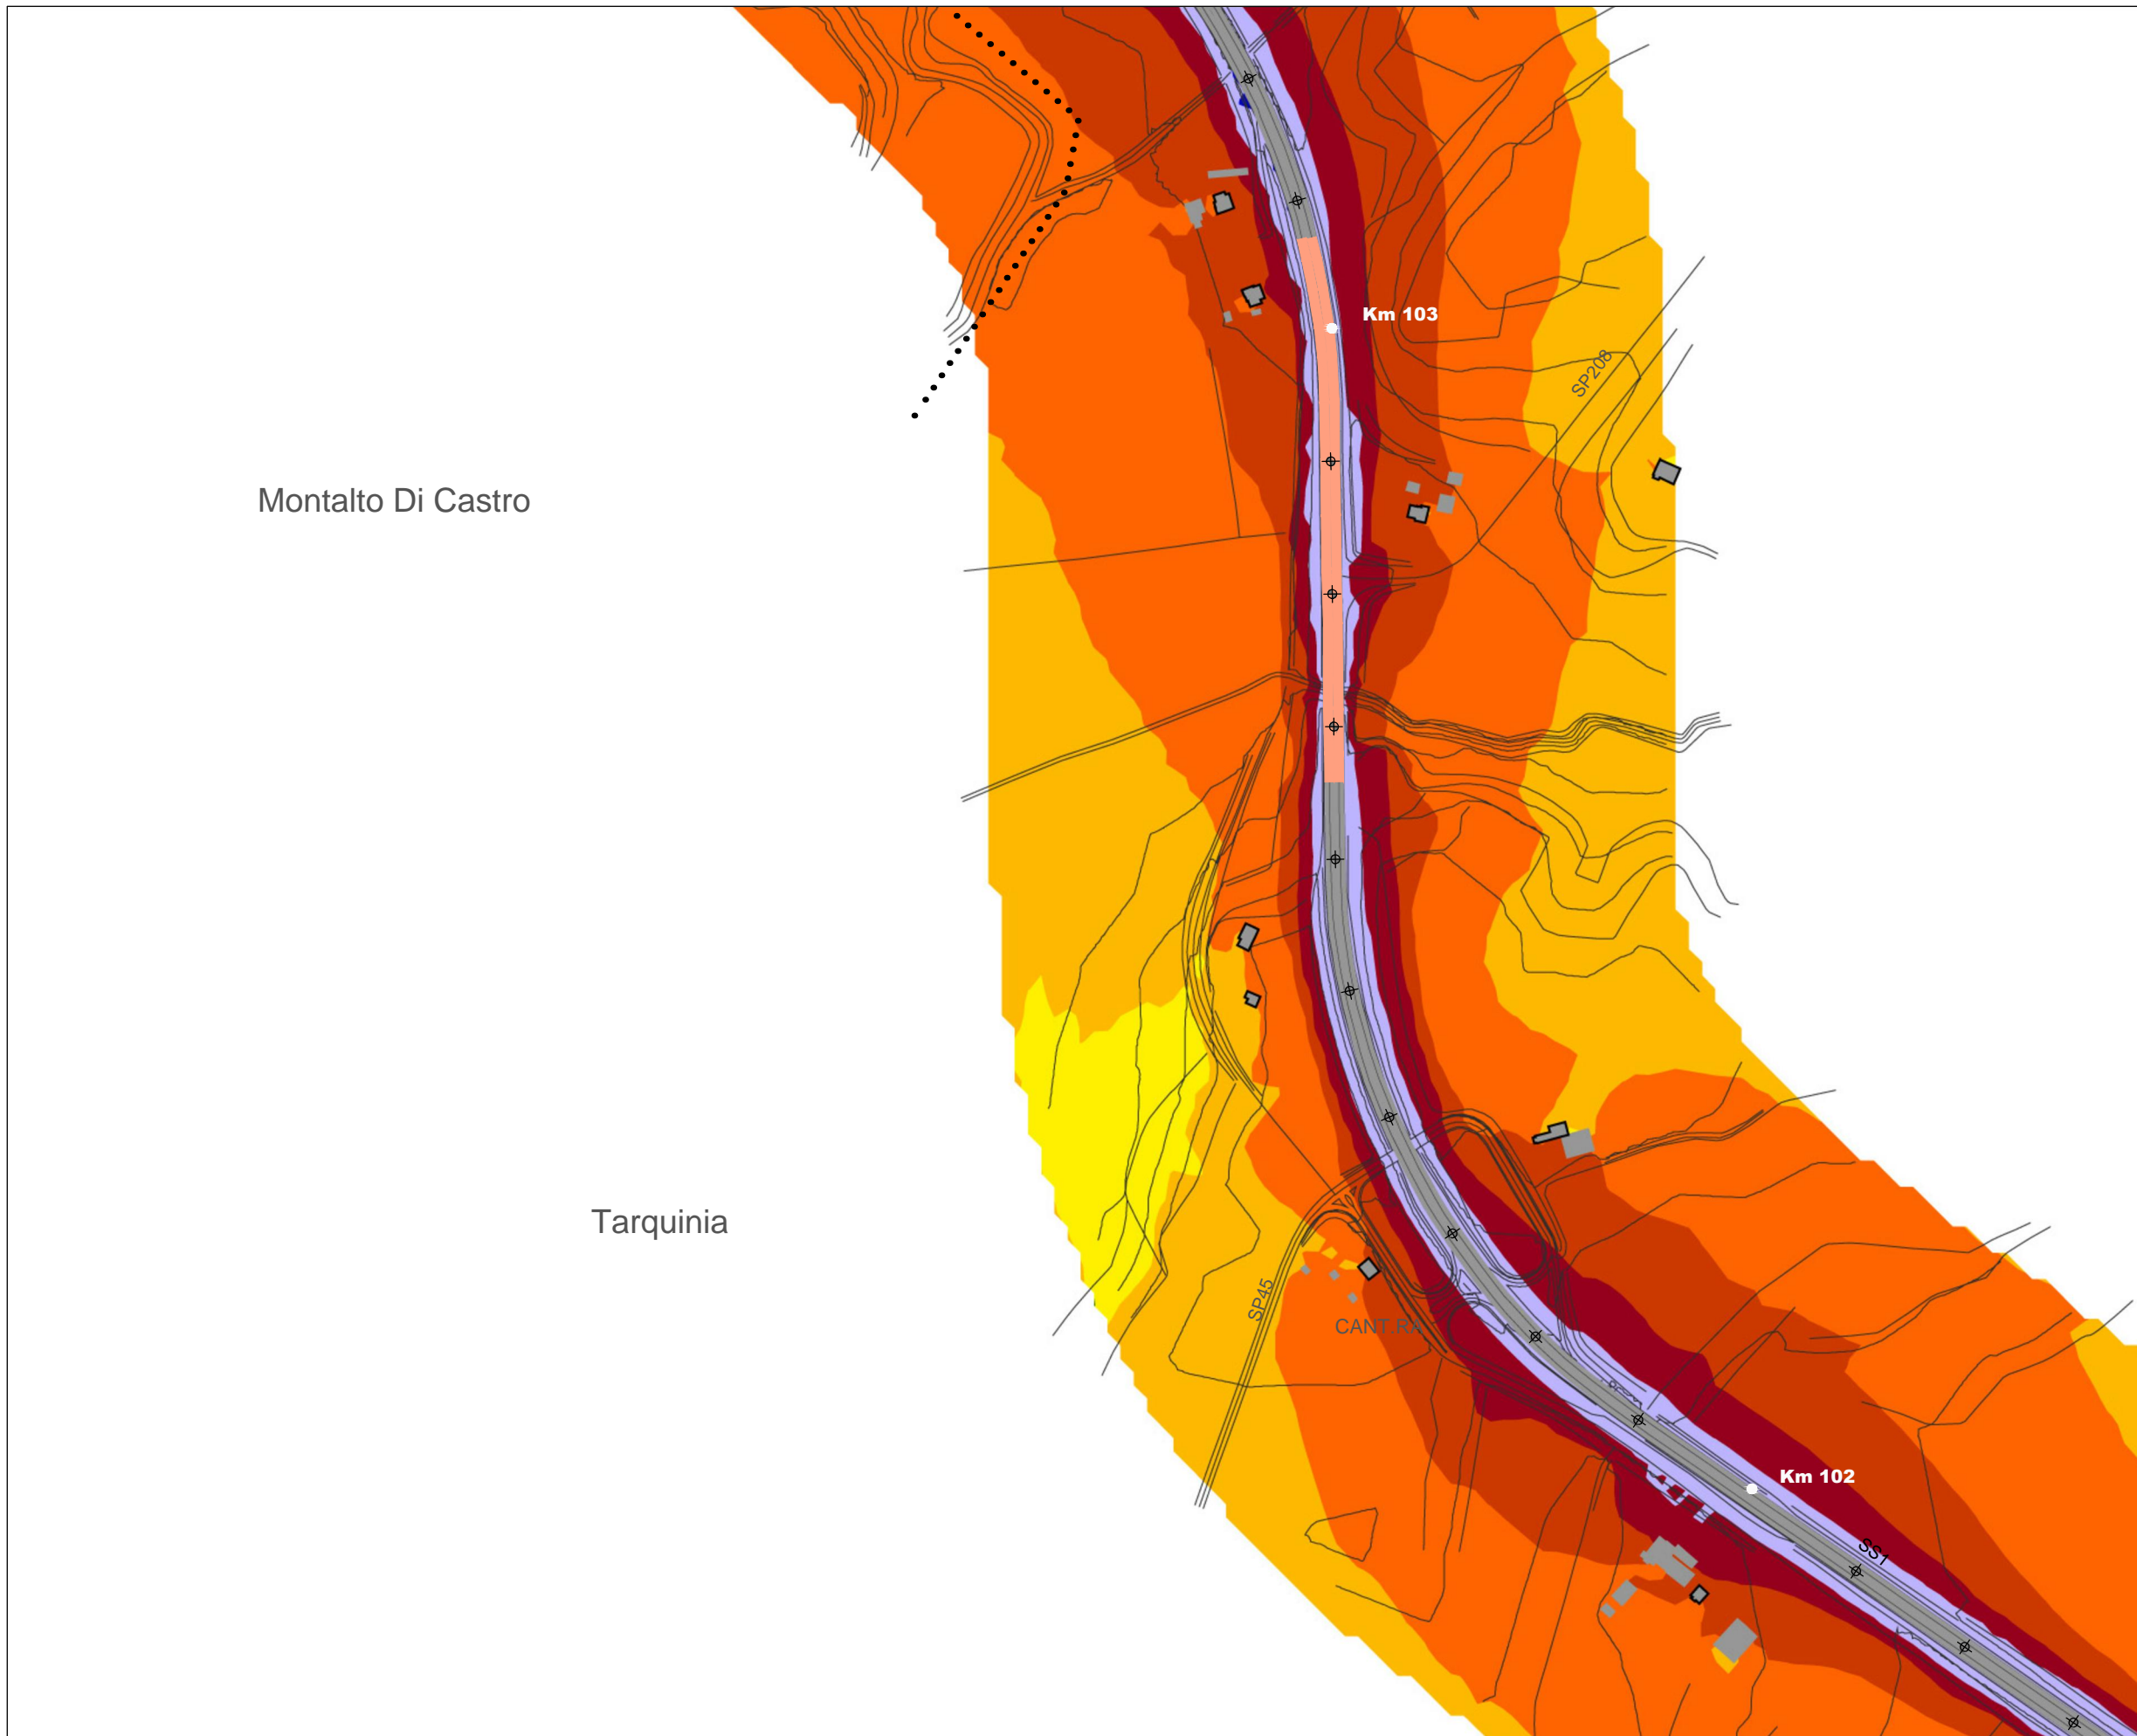 Km 103
SP208
Montalto Di Castro
Tarquinia
SP45
CANT.RA
Km 102
SS1